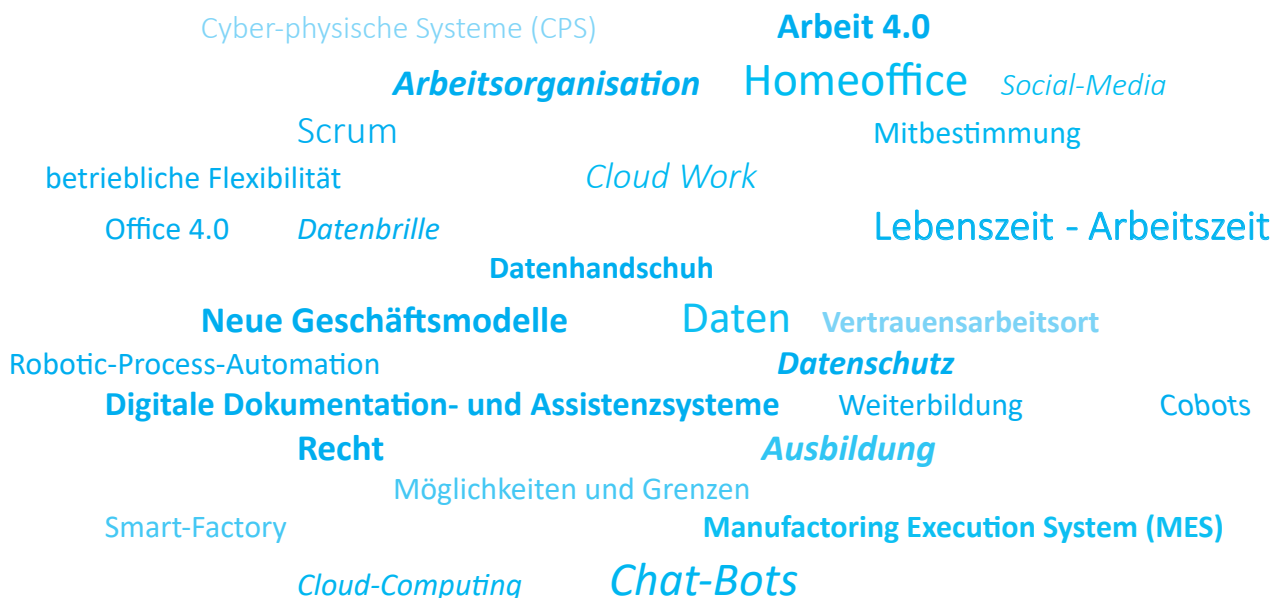 Cyber-physische Systeme (CPS) Arbeit 4.0
Arbeitsorganisation Homeoffice Social-Media
Scrum Mitbestimmung
betriebliche Flexibilität Cloud Work
Office 4.0 Datenbrille Lebenszeit - Arbeitszeit
Datenhandschuh
Neue Geschäftsmodelle Daten Vertrauensarbeitsort
Robotic-Process-Automation Datenschutz
Digitale Dokumentation- und Assistenzsysteme Weiterbildung Cobots
Recht Ausbildung
Möglichkeiten und Grenzen
Smart-Factory Manufactoring Execution System (MES)
Cloud-Computing Chat-Bots